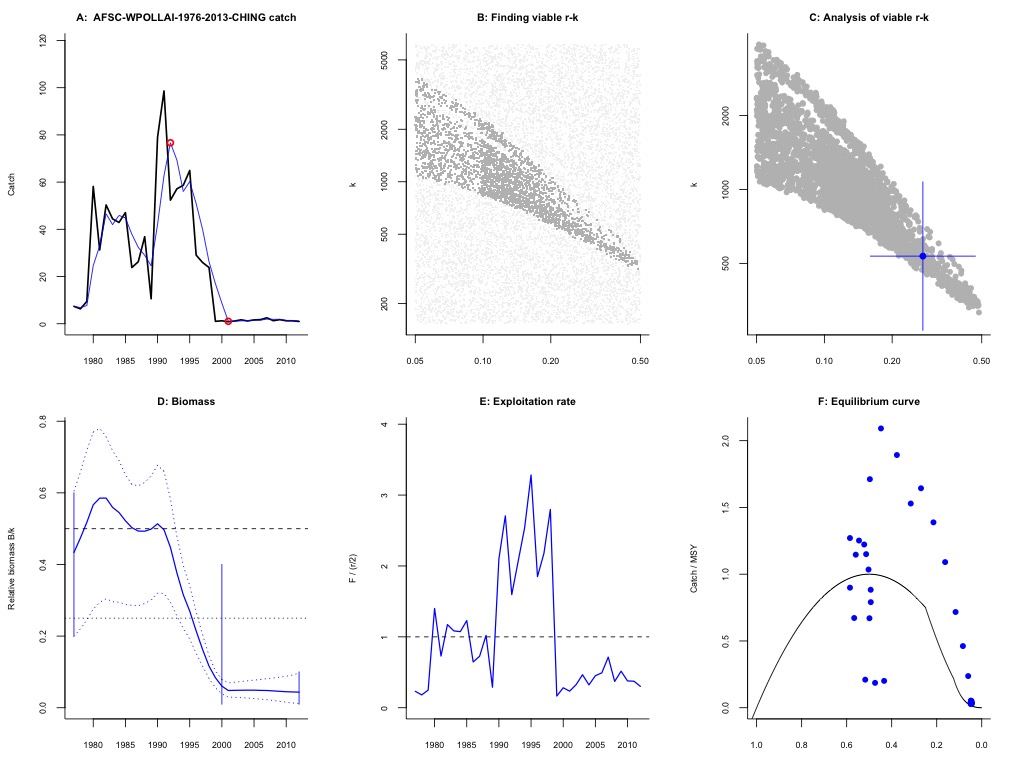 A:  AFSC-WPOLLAI-1976-2013-CHING catch
Catch
0 20 40 60 80 100 120
1980 1985 1990 1995 2000 2005 2010
B: Finding viable r-k
k
200 500 1000 2000 5000
0.05 0.10 0.20 0.50
C: Analysis of viable r-k
k
500 1000 2000
0.05 0.10 0.20 0.50
D: Biomass
Relative biomass B/k
0.0 0.2 0.4 0.6 0.8
1980 1985 1990 1995 2000 2005 2010
E: Exploitation rate
F / (r/2)
0 1 2 3 4
1980 1985 1990 1995 2000 2005 2010
F: Equilibrium curve
Catch / MSY
0.0 0.5 1.0 1.5 2.0
1.0 0.8 0.6 0.4 0.2 0.0